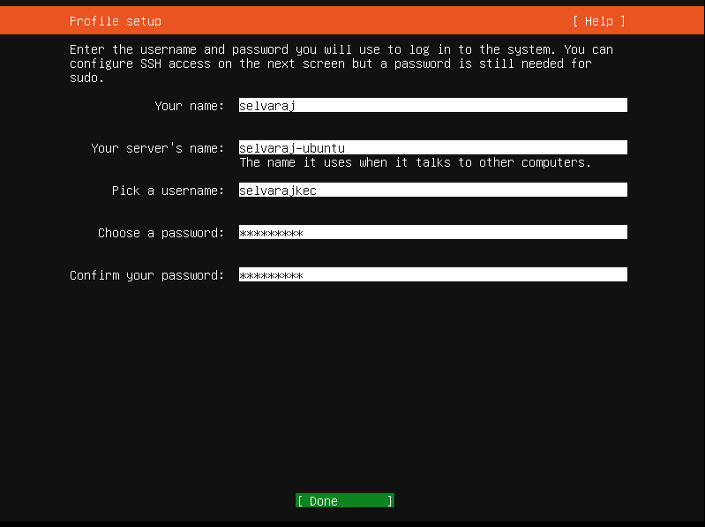 Profile setup [ Help ]
Enter the username and password you will use to log in to the system. You can
configure SSH access on the next screen but a password is still needed for
sudo.
Your name: selvaraj
Your server's name: selvaraj-ubuntu
The name it uses when it talks to other computers.
Pick a username: selvarajkec
Choose a password: *********
Confirm your password: *********
[ Done ]